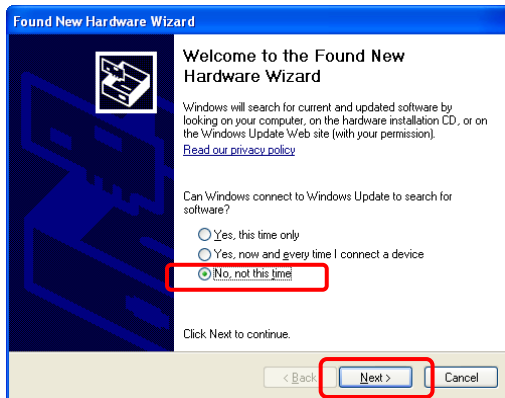 Found New Hardware Wizard
Welcome to the Found New
Hardware Wizard
Windows will search for current and updated software by
looking on your computer, on the hardware installation CD, or on
the Windows Update Web site (with your permission).
Read our privacy policy
Can Windows connect to Windows Update to search for
software?
Yes, this time only
Yes, now and every time I connect a device
No, not this time
Click Next to continue.
< Back
Next >
Cancel